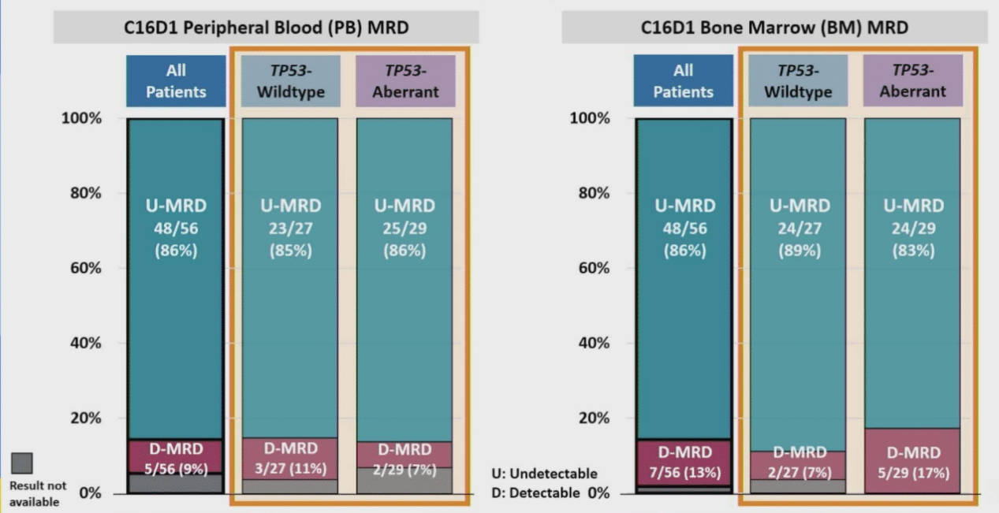 C16D1 Peripheral Blood (PB) MRD
All
Patients
TP53-
Wildtype
TP53-
Aberrant
100%
80%
60%
40%
20%
0%
U-MRD
48/56
(86%)
U-MRD
23/27
(85%)
U-MRD
25/29
(86%)
D-MRD
5/56 (9%)
D-MRD
3/27 (11%)
D-MRD
2/29 (7%)
Result not
available
C16D1 Bone Marrow (BM) MRD
All
Patients
TP53-
Wildtype
TP53-
Aberrant
100%
80%
60%
40%
20%
0%
U-MRD
48/56
(86%)
U-MRD
24/27
(89%)
U-MRD
24/29
(83%)
D-MRD
7/56 (13%)
D-MRD
2/27 (7%)
D-MRD
5/29 (17%)
U: Undetectable
D: Detectable